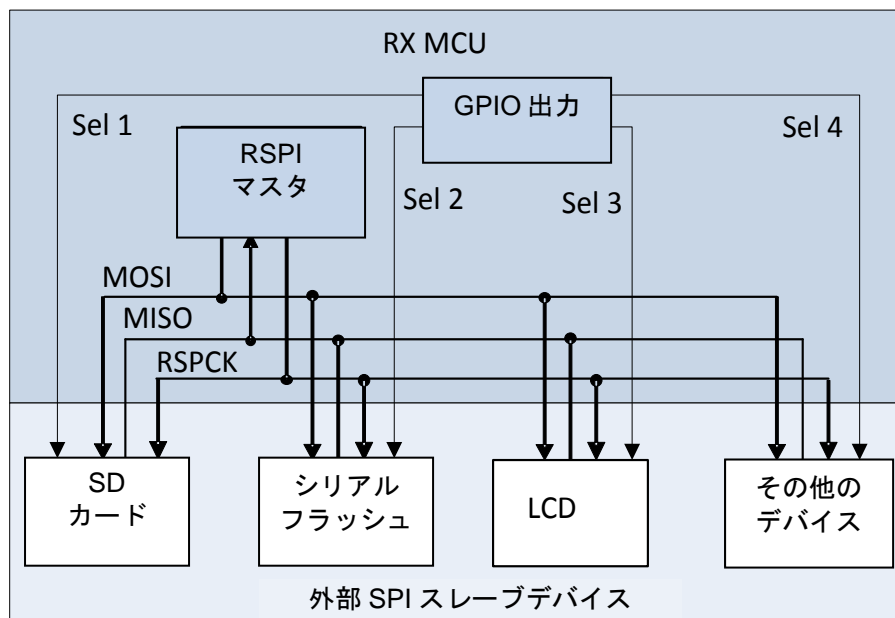 RX MCU
GPIO 出力
Sel 1
Sel 4
RSPI
マスタ
Sel 2
Sel 3
MOSI
MISO
RSPCK
SD
カード
シリアル
フラッシュ
LCD
その他の
デバイス
外部 SPI スレーブデバイス